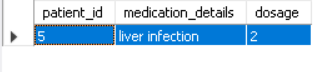 patient_id medication_details dosage
5 liver infection 2